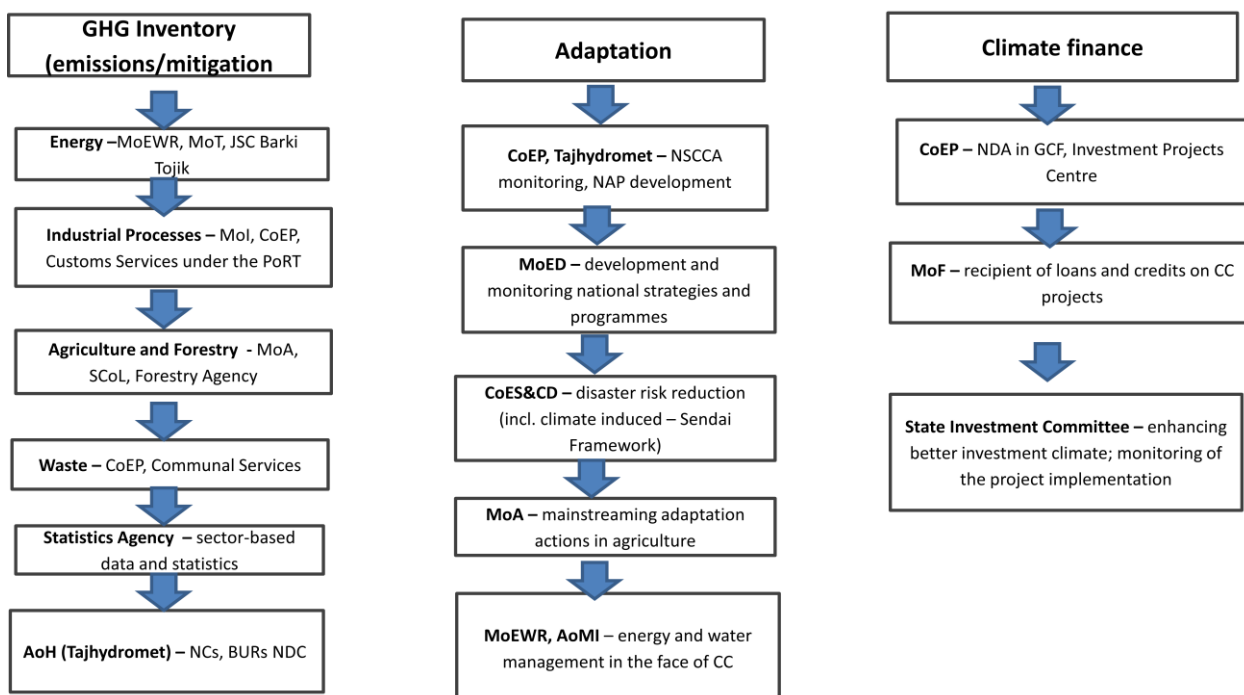 GHG Inventory
(emissions/mitigation
Energy –MoEWR, MoT, JSC Barki
Tojik
Industrial Processes – MoI, CoEP,
Customs Services under the PoRT
Agriculture and Forestry  - MoA,
SCoL, Forestry Agency
Waste – CoEP, Communal Services
Statistics Agency – sector-based
data and statistics
AoH (Tajhydromet) – NCs, BURs NDC
Adaptation
CoEP, Tajhydromet – NSCCA
monitoring, NAP development
MoED – development and
monitoring national strategies and
programmes
CoES&CD – disaster risk reduction
(incl. climate induced – Sendai
Framework)
MoA – mainstreaming adaptation
actions in agriculture
MoEWR, AoMI – energy and water
management in the face of CC
Climate finance
CoEP – NDA in GCF, Investment Projects
Centre
MoF – recipient of loans and credits on CC
projects
State Investment Committee – enhancing
better investment climate; monitoring of
the project implementation